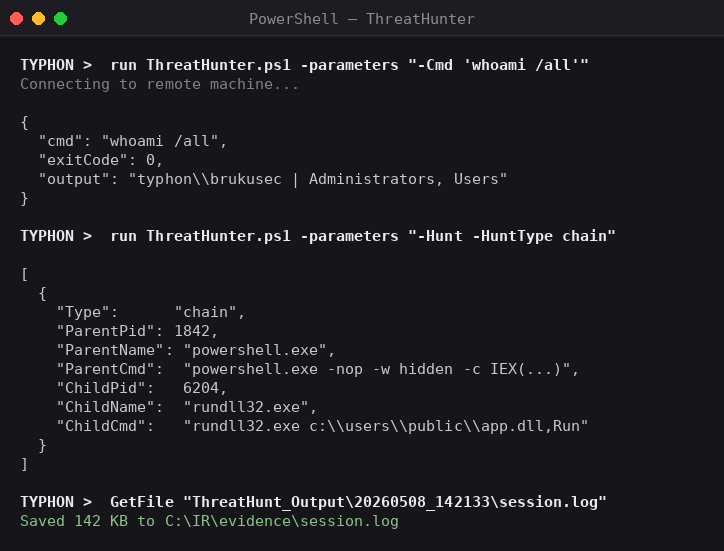 PowerShell — ThreatHunter
TYPHON >  run ThreatHunter.ps1 -parameters "-Cmd 'whoami /all'"
Connecting to remote machine...
{
  "cmd": "whoami /all",
  "exitCode": 0,
  "output": "typhon\\brukusec | Administrators, Users"
}
TYPHON >  run ThreatHunter.ps1 -parameters "-Hunt -HuntType chain"
[
  {
    "Type":      "chain",
    "ParentPid": 1842,
    "ParentName": "powershell.exe",
    "ParentCmd":  "powershell.exe -nop -w hidden -c IEX(...)",
    "ChildPid":   6204,
    "ChildName":  "rundll32.exe",
    "ChildCmd":   "rundll32.exe c:\\users\\public\\app.dll,Run"
  }
]
TYPHON >  GetFile "ThreatHunt_Output\20260508_142133\session.log"
Saved 142 KB to C:\IR\evidence\session.log